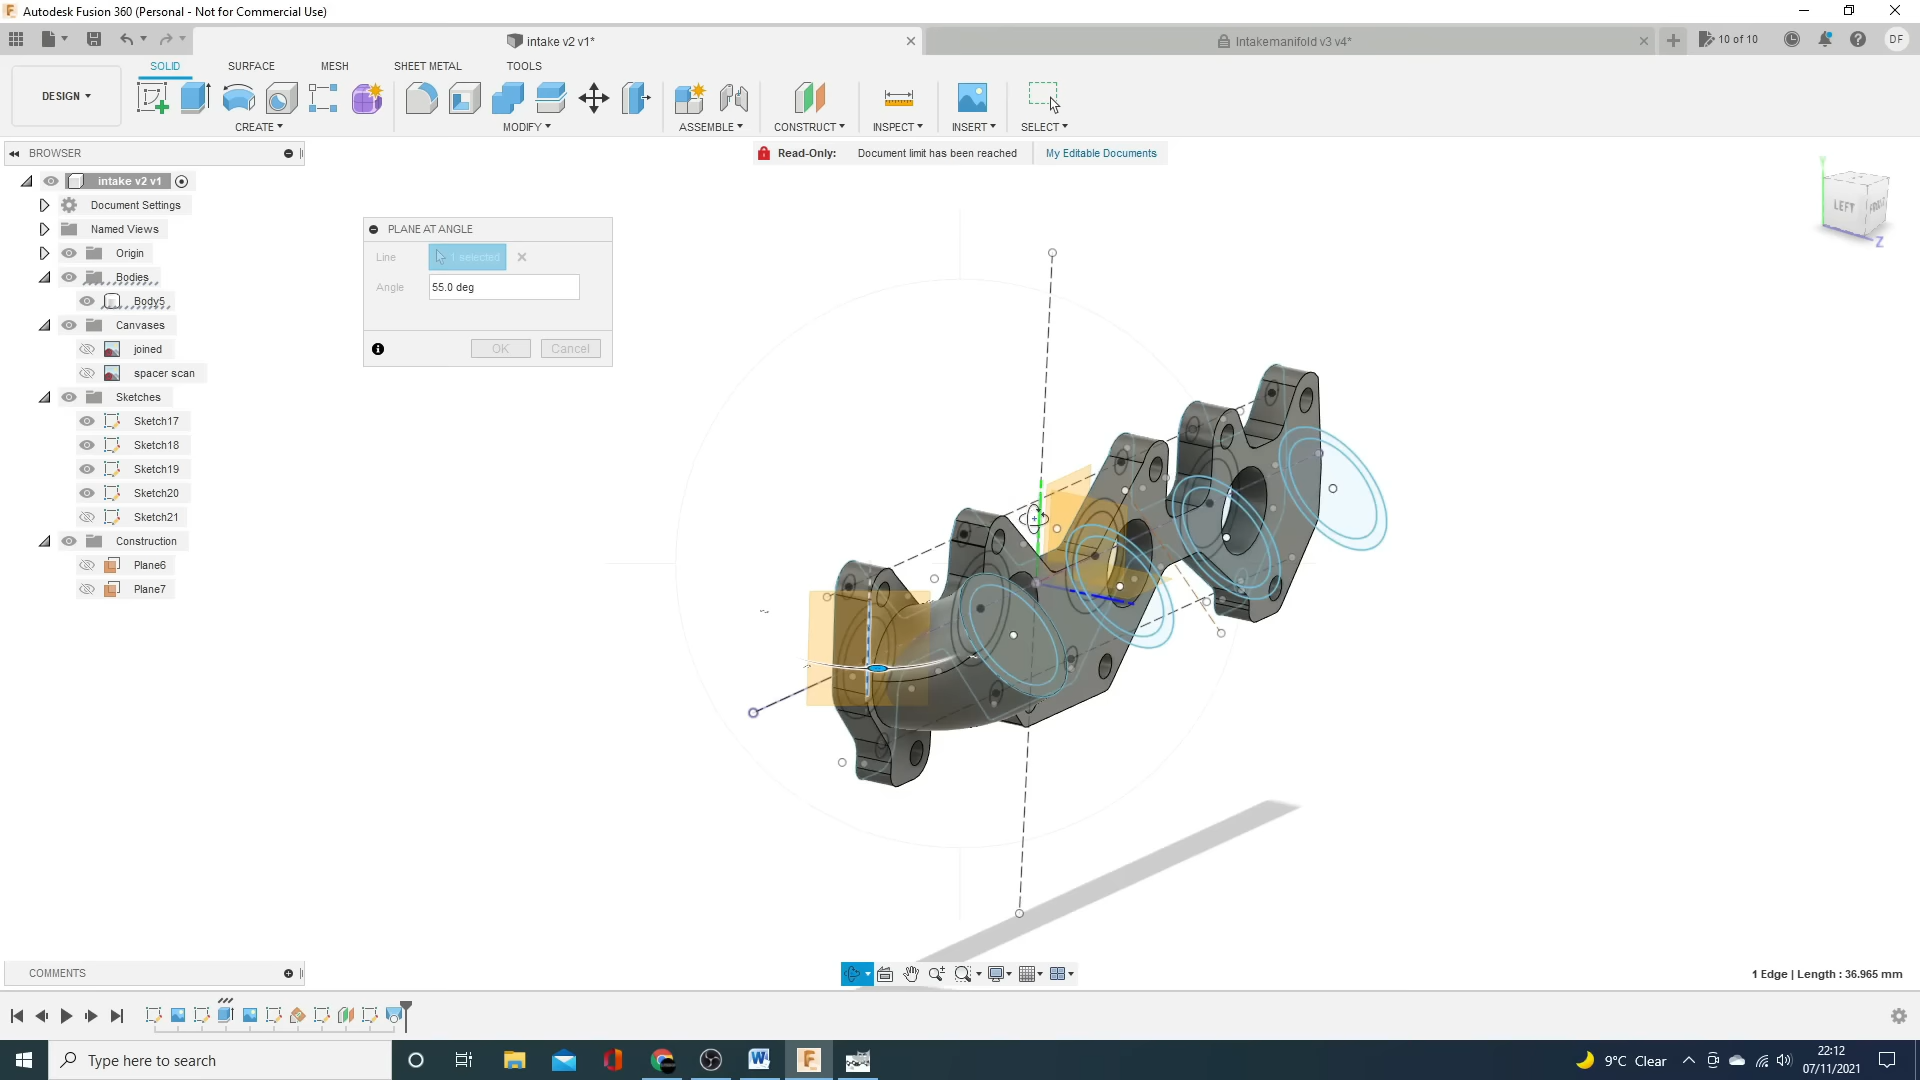 Autodesk Fusion 360 (Personal - Not for Commercial Use)
intake v2 v1*
Intakemanifold v3 v4*
10 of 10
DF
DESIGN
SOLID
SURFACE
MESH
SHEET METAL
TOOLS
CREATE
MODIFY
ASSEMBLE
CONSTRUCT
INSPECT
INSERT
SELECT
BROWSER
Read-Only: Document limit has been reached
My Editable Documents
intake v2 v1
Document Settings
Named Views
Origin
Bodies
Body5
Canvases
joined
spacer scan
Sketches
Sketch17
Sketch18
Sketch19
Sketch20
Sketch21
Construction
Plane6
Plane7
PLANE AT ANGLE
Line
1 selected
Angle
55.0 deg
OK
Cancel
Y
LEFT
FRONT
Z
COMMENTS
1 Edge | Length : 36.965 mm
Type here to search
9°C Clear
22:12
07/11/2021